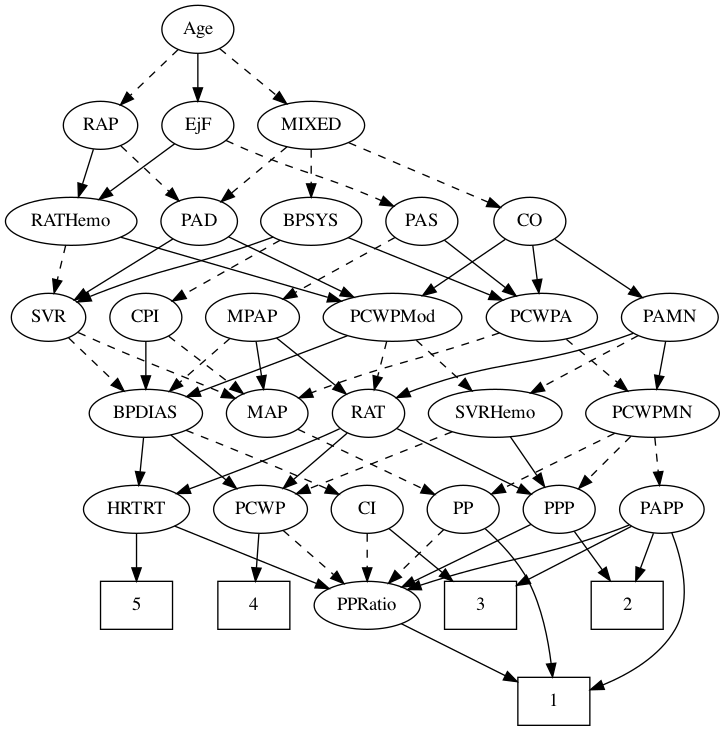 Age
RAP
EjF
MIXED
RATHemo
PAD
BPSYS
PAS
CO
SVR
CPI
MPAP
PCWPMod
PCWPA
PAMN
BPDIAS
MAP
RAT
SVRHemo
PCWPMN
HRTRT
PCWP
CI
PP
PPP
PAPP
5
4
PPRatio
3
2
1